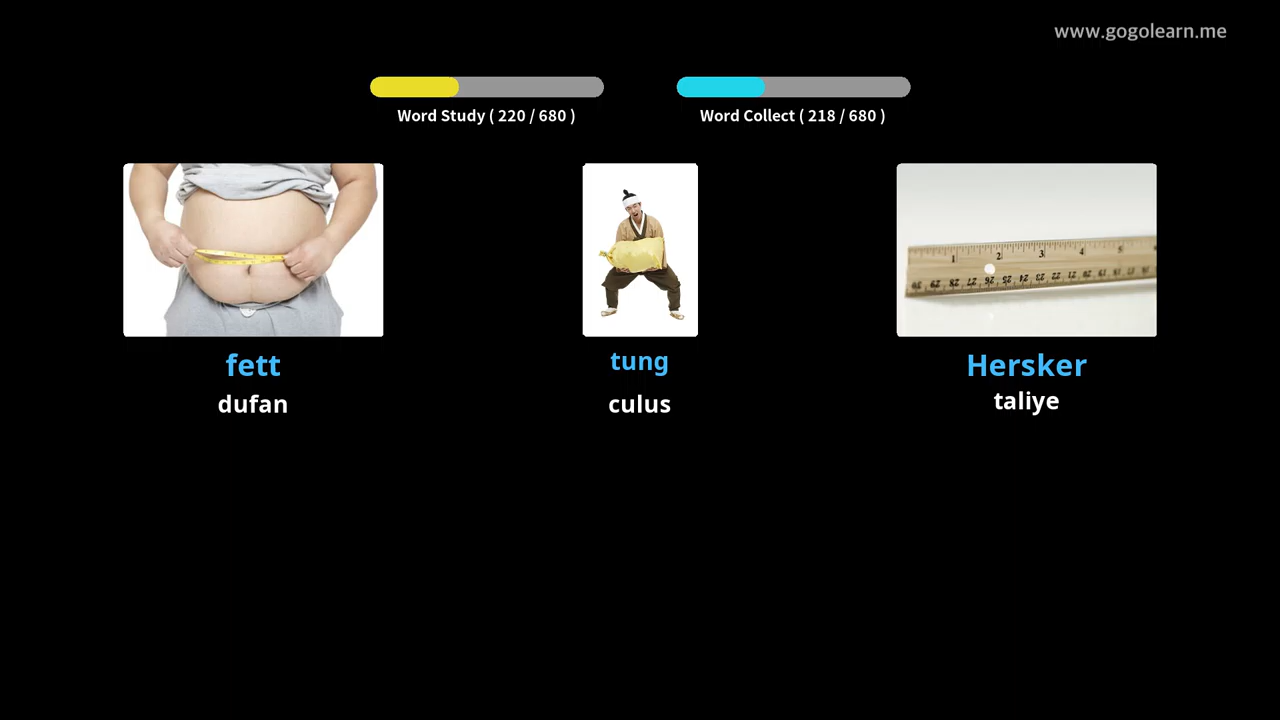 www.gogolearn.me
Word Study ( 220 / 680 )
Word Collect ( 218 / 680 )
fett
dufan
tung
culus
Hersker
taliye